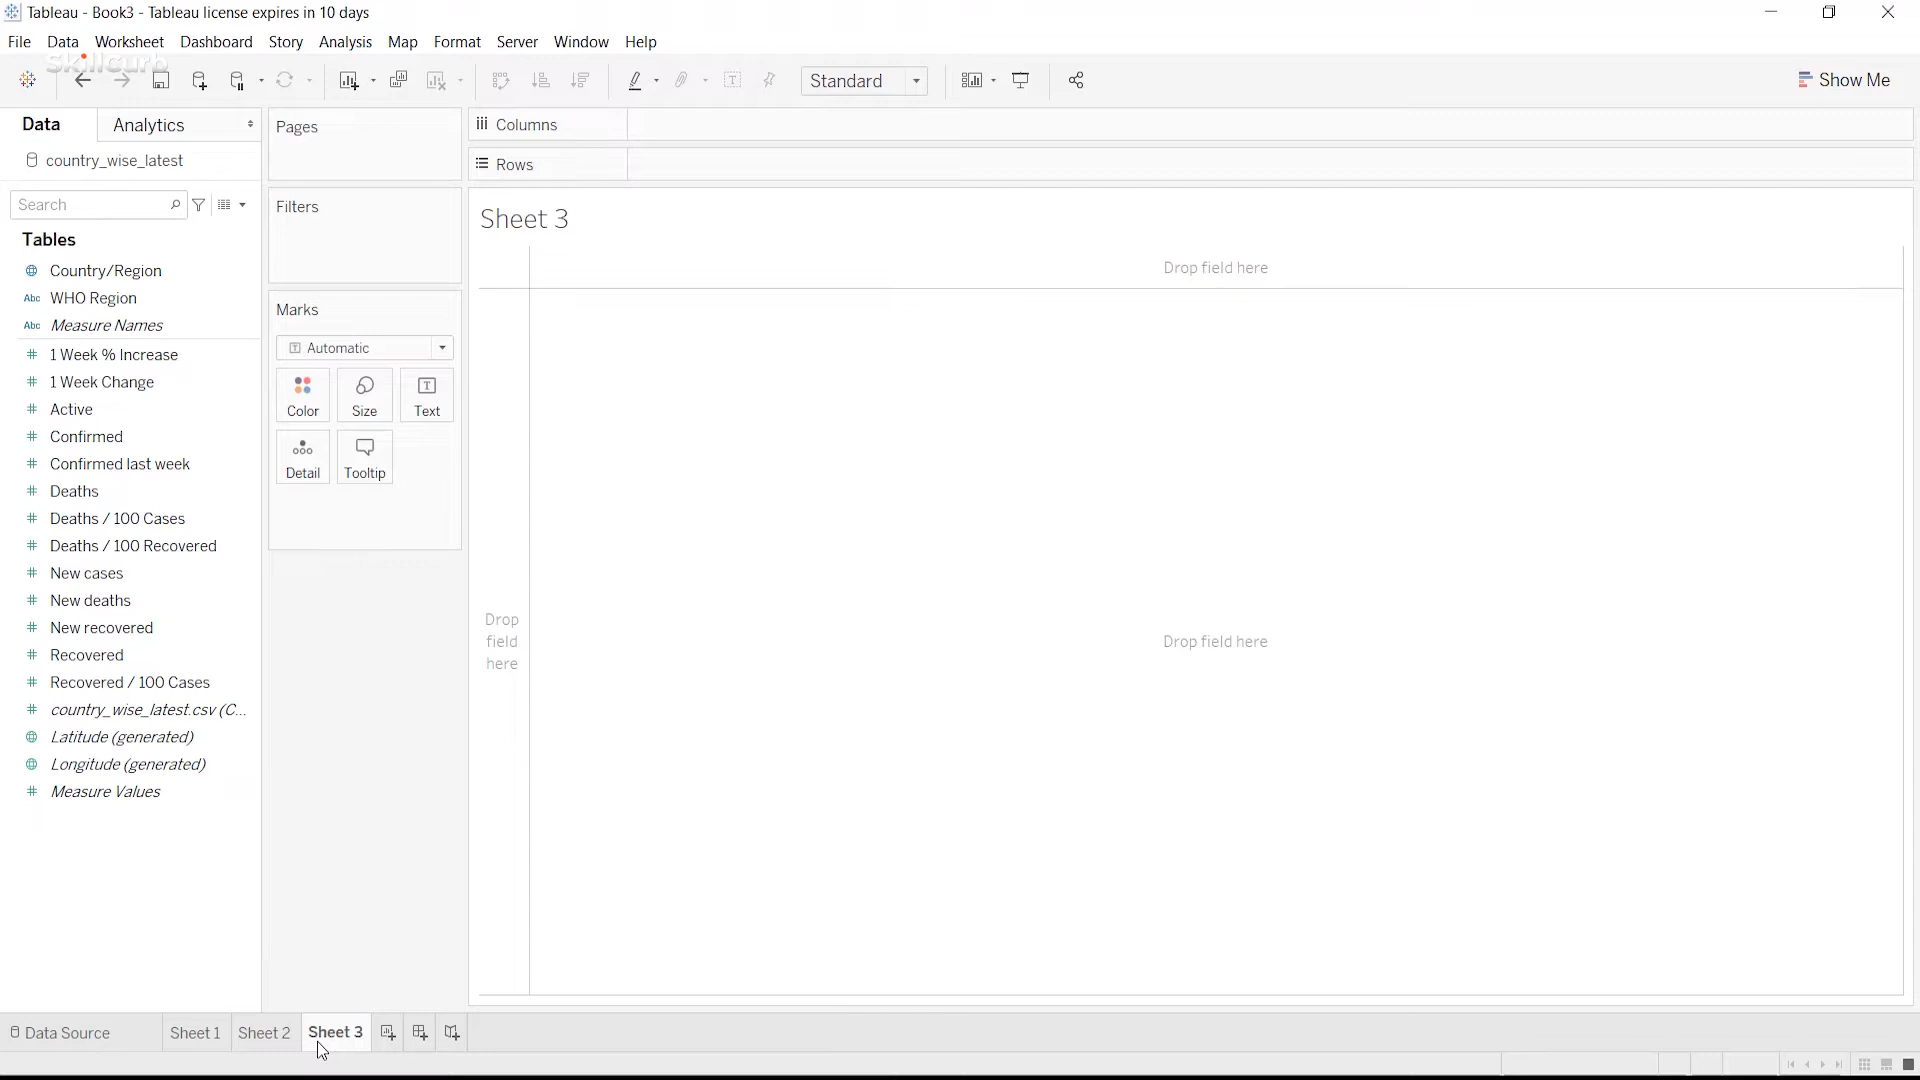 Tableau - Book3 - Tableau license expires in 10 days
File Data Worksheet Dashboard Story Analysis Map Format Server Window Help
Skillcurb
Standard
Show Me
Data Analytics
country_wise_latest
Search
Tables
Country/Region
Abc WHO Region
Abc Measure Names
1 Week % Increase
1 Week Change
Active
Confirmed
Confirmed last week
Deaths
Deaths / 100 Cases
Deaths / 100 Recovered
New cases
New deaths
New recovered
Recovered
Recovered / 100 Cases
country_wise_latest.csv (C...
Latitude (generated)
Longitude (generated)
Measure Values
Pages
Filters
Marks
Automatic
Color Size Text
Detail Tooltip
Columns
Rows
Sheet 3
Drop field here
Drop
field
here
Drop field here
Data Source Sheet 1 Sheet 2 Sheet 3